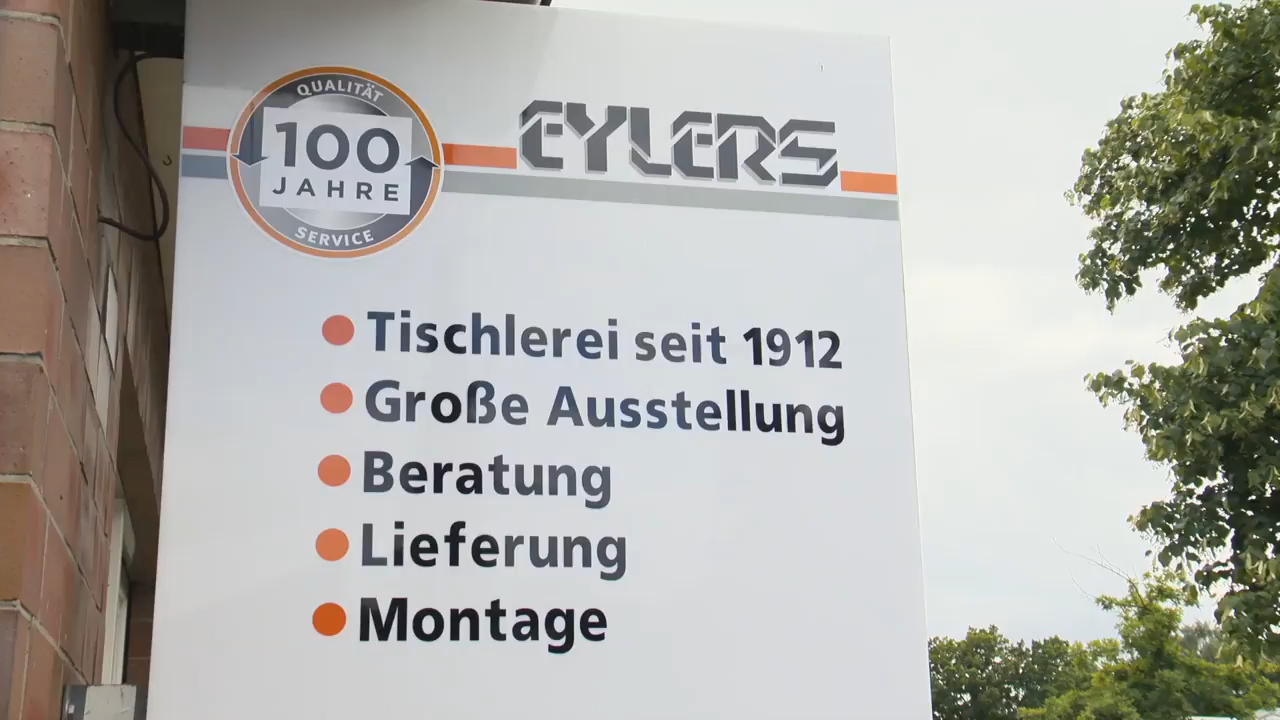 QUALITÄT
100
JAHRE
SERVICE
EYLERS
Tischlerei seit 1912
Große Ausstellung
Beratung
Lieferung
Montage